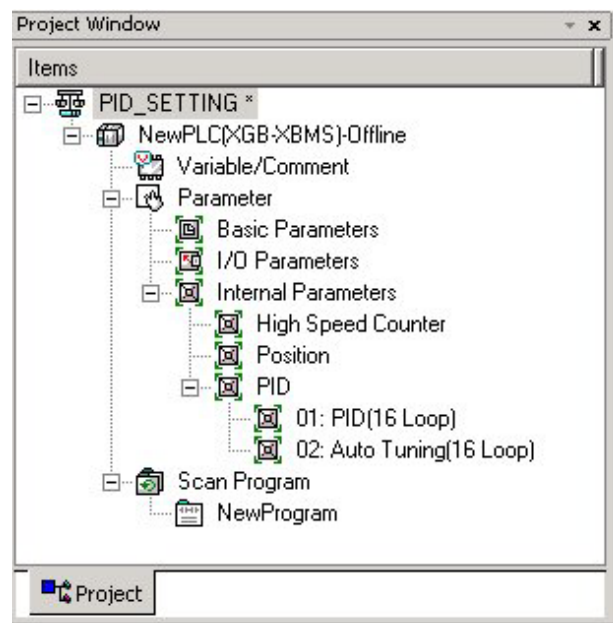 Project Window
Items
PID_SETTING *
NewPLC(XGB-XBMS)-Offline
Variable/Comment
Parameter
Basic Parameters
I/O Parameters
Internal Parameters
High Speed Counter
Position
PID
01: PID(16 Loop)
02: Auto Tuning(16 Loop)
Scan Program
NewProgram
Project